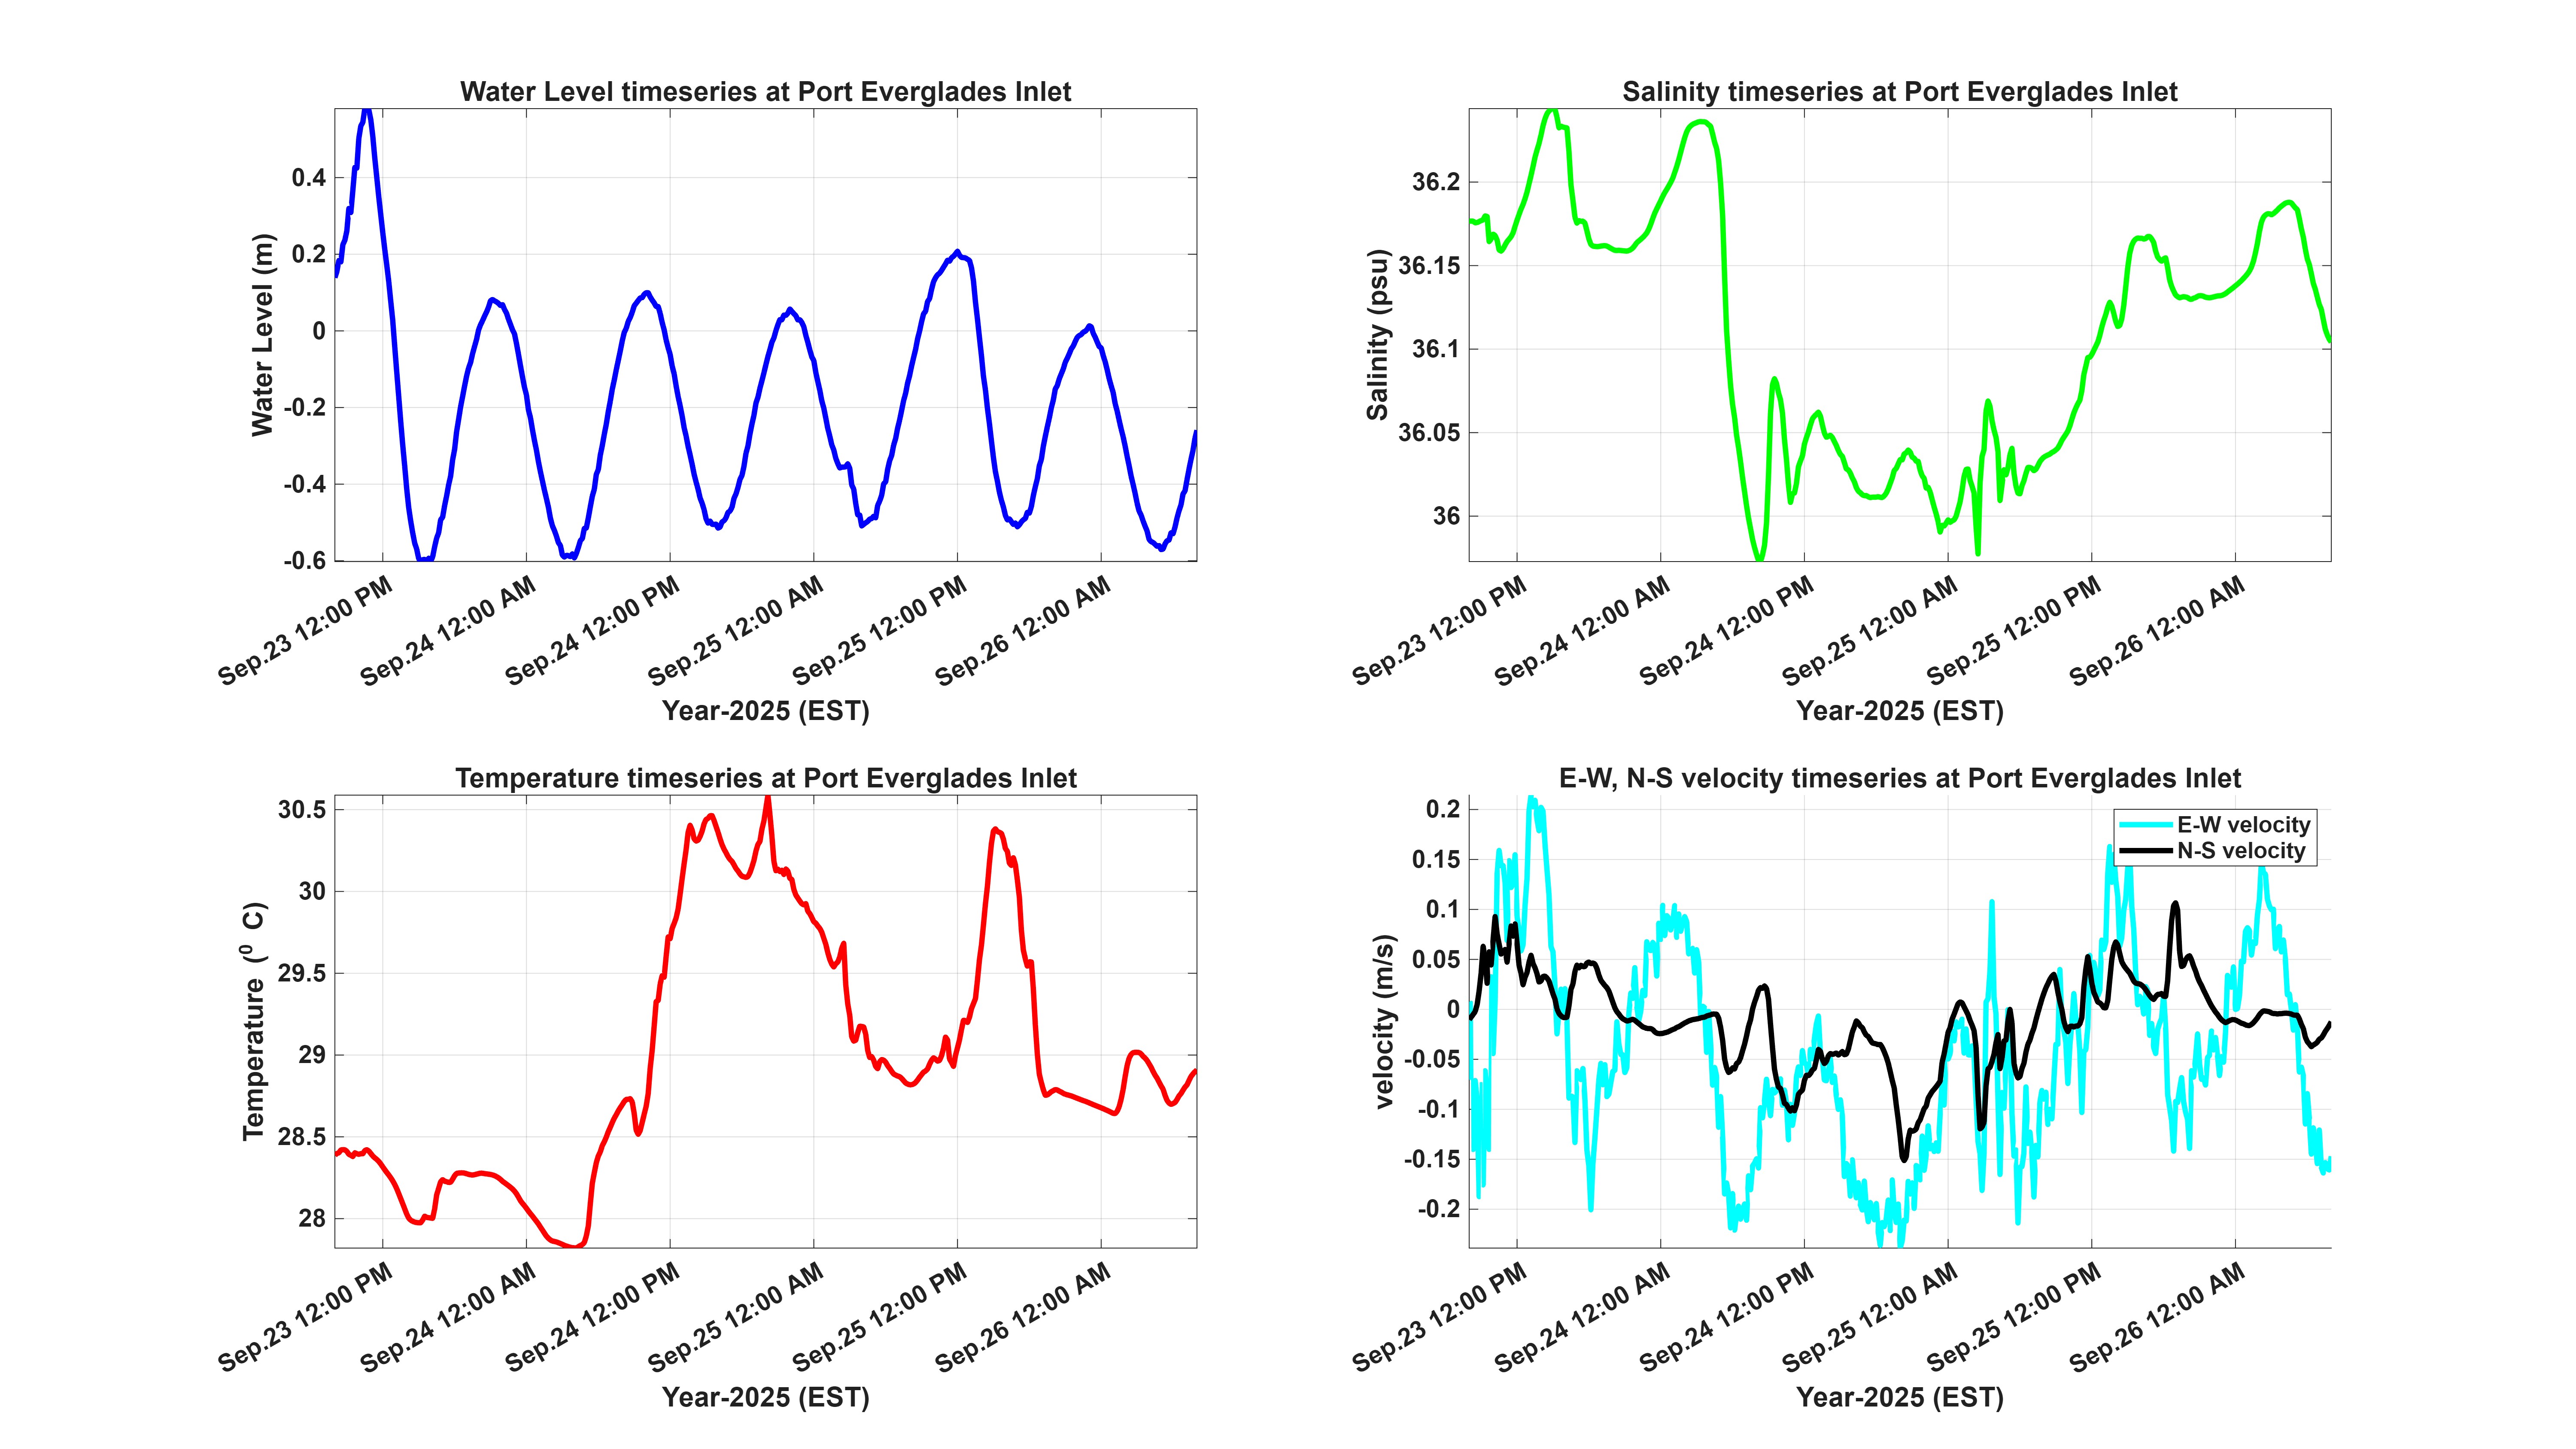 Water Level timeseries at Port Everglades Inlet
Water Level (m)
0.4
0.2
0
-0.2
-0.4
-0.6
Sep.23 12:00 PM
Sep.24 12:00 AM
Sep.24 12:00 PM
Sep.25 12:00 AM
Sep.25 12:00 PM
Sep.26 12:00 AM
Year-2025 (EST)
Salinity timeseries at Port Everglades Inlet
Salinity (psu)
36.2
36.15
36.1
36.05
36
Sep.23 12:00 PM
Sep.24 12:00 AM
Sep.24 12:00 PM
Sep.25 12:00 AM
Sep.25 12:00 PM
Sep.26 12:00 AM
Year-2025 (EST)
Temperature timeseries at Port Everglades Inlet
Temperature (⁰ C)
30.5
30
29.5
29
28.5
28
Sep.23 12:00 PM
Sep.24 12:00 AM
Sep.24 12:00 PM
Sep.25 12:00 AM
Sep.25 12:00 PM
Sep.26 12:00 AM
Year-2025 (EST)
E-W, N-S velocity timeseries at Port Everglades Inlet
velocity (m/s)
0.2
0.15
0.1
0.05
0
-0.05
-0.1
-0.15
-0.2
E-W velocity
N-S velocity
Sep.23 12:00 PM
Sep.24 12:00 AM
Sep.24 12:00 PM
Sep.25 12:00 AM
Sep.25 12:00 PM
Sep.26 12:00 AM
Year-2025 (EST)